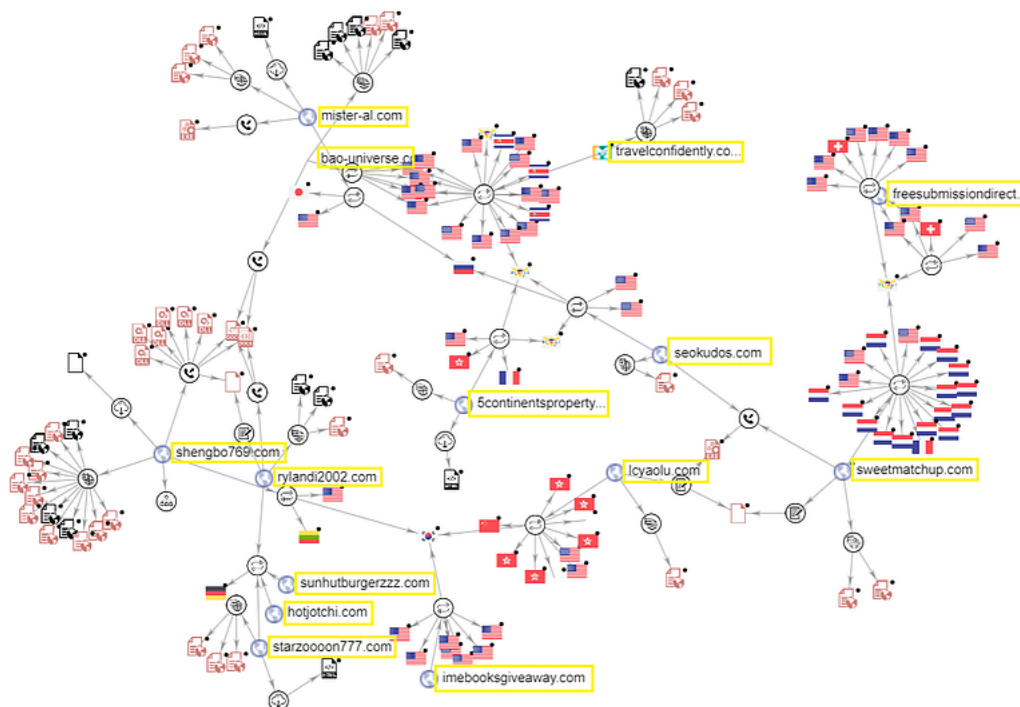 mister-al.com
bao-universe.c
travelconfidently.co...
freesubmissiondirect.
seokudos.com
5continentsproperty...
shengbo769.com
rylandi2002.com
lcyaolu.com
sweetmatchup.com
sunhutburgerzzz.com
hotjotchi.com
starzoooon777.com
imebooksgiveaway.com